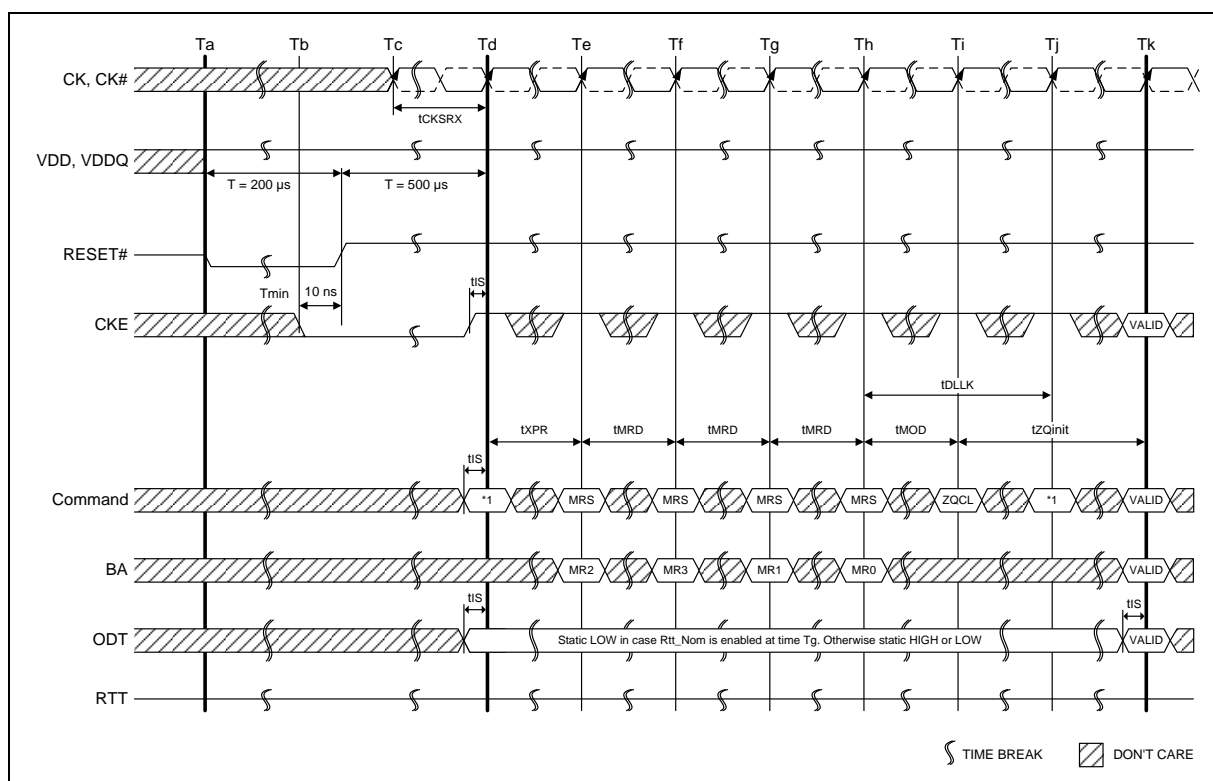 Ta Tb Tc Td Te Tf Tg Th Ti Tj Tk
CK, CK#
tCKSRX
VDD, VDDQ
T = 200 µs T = 500 µs
RESET#
Tmin 10 ns tIS
CKE VALID
tDLLK
tXPR tMRD tMRD tMRD tMOD tZQinit
tIS
Command *1 MRS MRS MRS MRS ZQCL *1 VALID
BA MR2 MR3 MR1 MR0 VALID
tIS tIS
ODT Static LOW in case Rtt_Nom is enabled at time Tg. Otherwise static HIGH or LOW VALID
RTT
TIME BREAK DON'T CARE